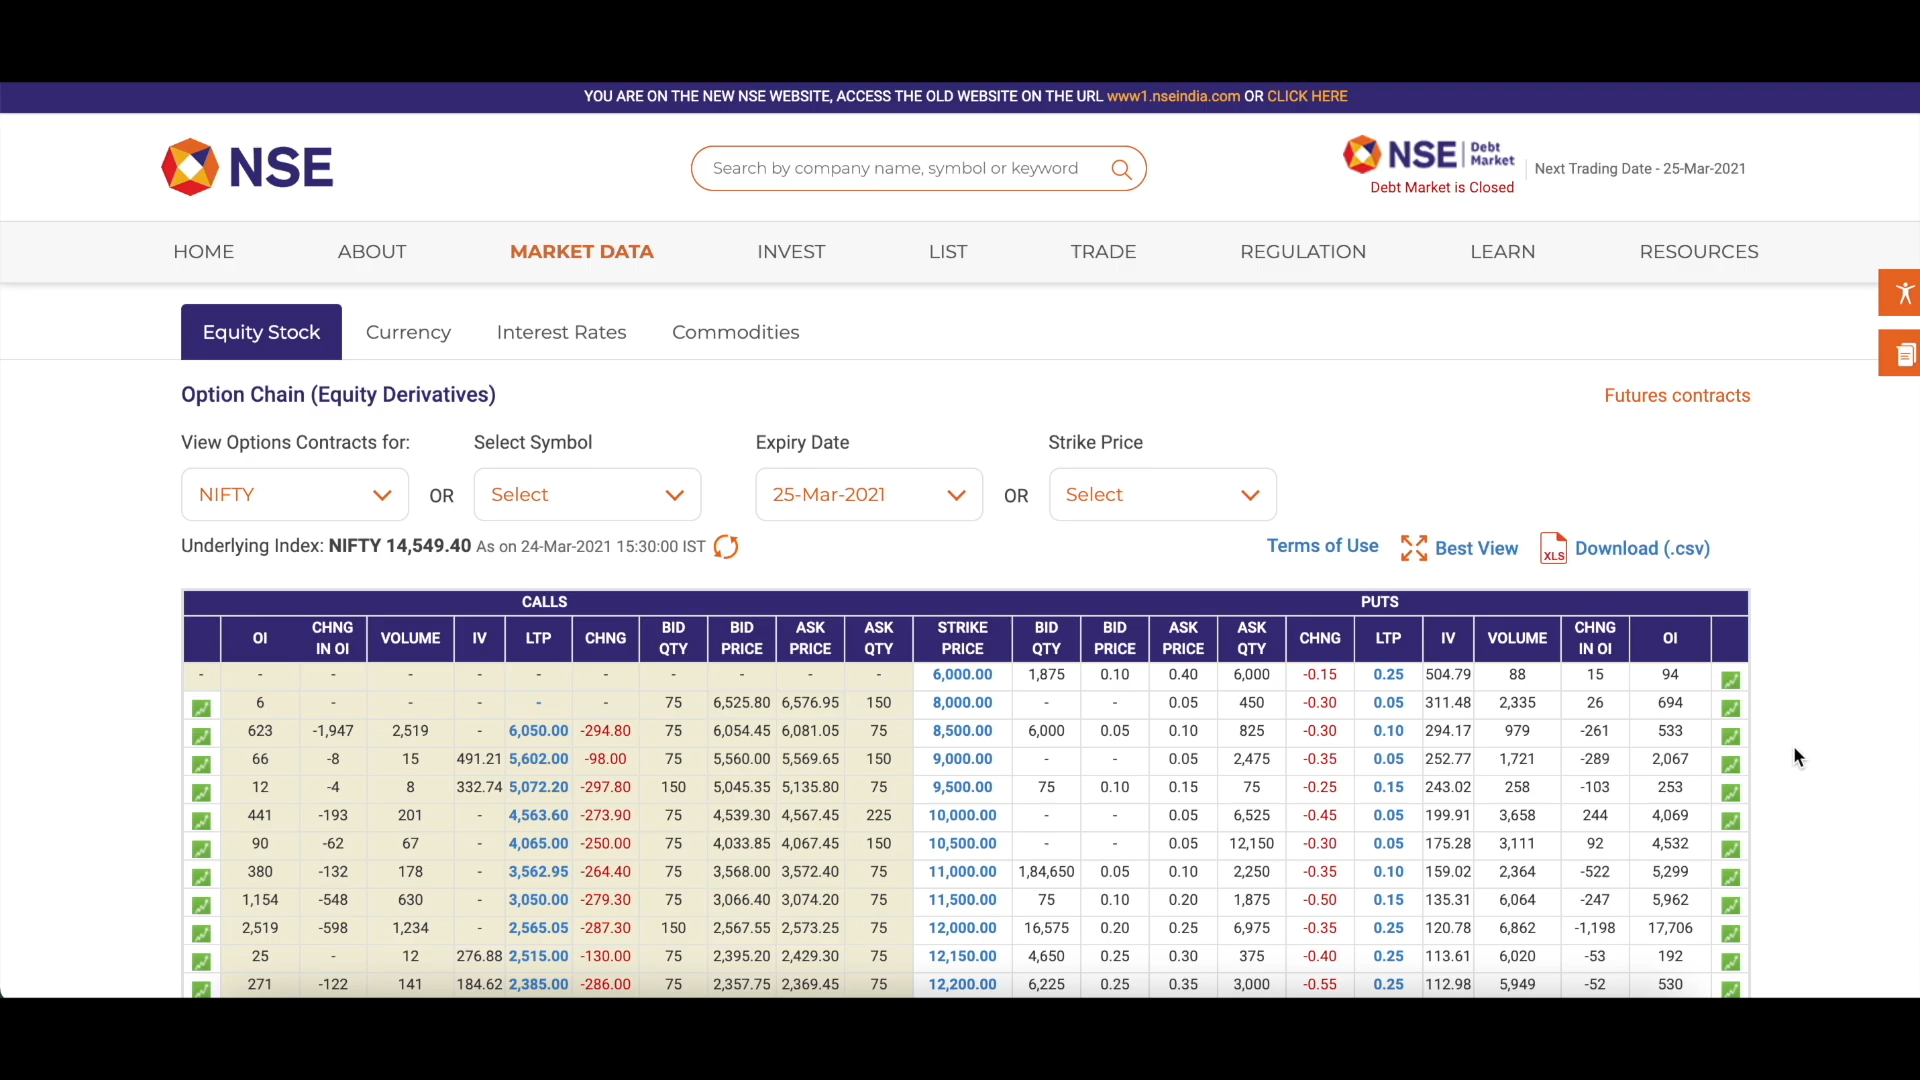 YOU ARE ON THE NEW NSE WEBSITE, ACCESS THE OLD WEBSITE ON THE URL www1.nseindia.com OR CLICK HERE
NSE
Search by company name, symbol or keyword
NSE Debt Market
Debt Market is Closed
Next Trading Date - 25-Mar-2021
HOME ABOUT MARKET DATA INVEST LIST TRADE REGULATION LEARN RESOURCES
Equity Stock Currency Interest Rates Commodities
Option Chain (Equity Derivatives) Futures contracts
View Options Contracts for: Select Symbol Expiry Date Strike Price
NIFTY OR Select 25-Mar-2021 OR Select
Underlying Index: NIFTY 14,549.40 As on 24-Mar-2021 15:30:00 IST Terms of Use Best View XLS Download (.csv)
CALLS PUTS
OI CHNG IN OI VOLUME IV LTP CHNG BID QTY BID PRICE ASK PRICE ASK QTY STRIKE PRICE BID QTY BID PRICE ASK PRICE ASK QTY CHNG LTP IV VOLUME CHNG IN OI OI
- - - - - - - - - - - 6,000.00 1,875 0.10 0.40 6,000 -0.15 0.25 504.79 88 15 94
6 - - - - - 75 6,525.80 6,576.95 150 8,000.00 - - 0.05 450 -0.30 0.05 311.48 2,335 26 694
623 -1,947 2,519 - 6,050.00 -294.80 75 6,054.45 6,081.05 75 8,500.00 6,000 0.05 0.10 825 -0.30 0.10 294.17 979 -261 533
66 -8 15 491.21 5,602.00 -98.00 75 5,560.00 5,569.65 150 9,000.00 - - 0.05 2,475 -0.35 0.05 252.77 1,721 -289 2,067
12 -4 8 332.74 5,072.20 -297.80 150 5,045.35 5,135.80 75 9,500.00 75 0.10 0.15 75 -0.25 0.15 243.02 258 -103 253
441 -193 201 - 4,563.60 -273.90 75 4,539.30 4,567.45 225 10,000.00 - - 0.05 6,525 -0.45 0.05 199.91 3,658 244 4,069
90 -62 67 - 4,065.00 -250.00 75 4,033.85 4,067.45 150 10,500.00 - - 0.05 12,150 -0.30 0.05 175.28 3,111 92 4,532
380 -132 178 - 3,562.95 -264.40 75 3,568.00 3,572.40 75 11,000.00 1,84,650 0.05 0.10 2,250 -0.35 0.10 159.02 2,364 -522 5,299
1,154 -548 630 - 3,050.00 -279.30 75 3,066.40 3,074.20 75 11,500.00 75 0.10 0.20 1,875 -0.50 0.15 135.31 6,064 -247 5,962
2,519 -598 1,234 - 2,565.05 -287.30 150 2,567.55 2,573.25 75 12,000.00 16,575 0.20 0.25 6,975 -0.35 0.25 120.78 6,862 -1,198 17,706
25 - 12 276.88 2,515.00 -130.00 75 2,395.20 2,429.30 75 12,150.00 4,650 0.25 0.30 375 -0.40 0.25 113.61 6,020 -53 192
271 -122 141 184.62 2,385.00 -286.00 75 2,357.75 2,369.45 75 12,200.00 6,225 0.25 0.35 3,000 -0.55 0.25 112.98 5,949 -52 530